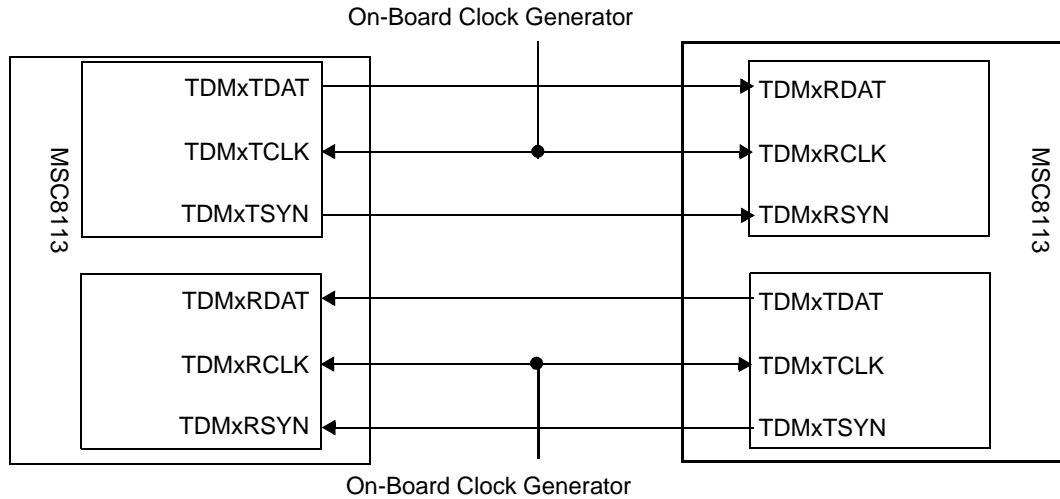 On-Board Clock Generator
MSC8113
TDMxTDAT
TDMxTCLK
TDMxTSYN
TDMxRDAT
TDMxRCLK
TDMxRSYN
TDMxRDAT
TDMxRCLK
TDMxRSYN
TDMxTDAT
TDMxTCLK
TDMxTSYN
MSC8113
On-Board Clock Generator